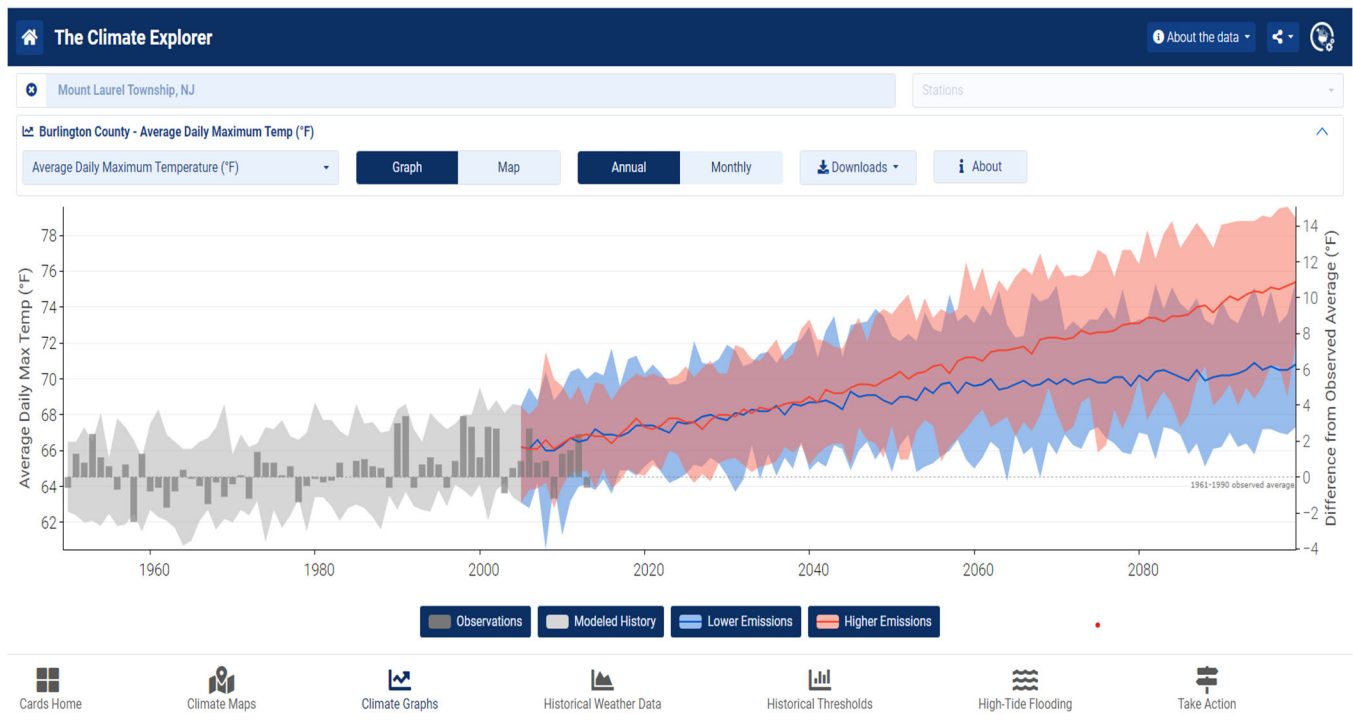 The Climate Explorer
About the data
Mount Laurel Township, NJ
Stations
Burlington County - Average Daily Maximum Temp (°F)
Average Daily Maximum Temperature (°F)
Graph
Map
Annual
Monthly
Downloads
About
Average Daily Max Temp (°F)
78
76
74
72
70
68
66
64
62
14
12
10
8
6
4
2
0
−2
−4
Difference from Observed Average (°F)
1961-1990 observed average
1960 1980 2000 2020 2040 2060 2080
Observations
Modeled History
Lower Emissions
Higher Emissions
Cards Home
Climate Maps
Climate Graphs
Historical Weather Data
Historical Thresholds
High-Tide Flooding
Take Action